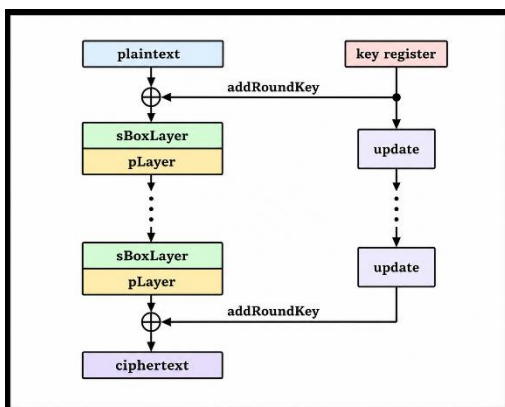 plaintext
key register
addRoundKey
sBoxLayer
pLayer
update
sBoxLayer
pLayer
update
addRoundKey
ciphertext